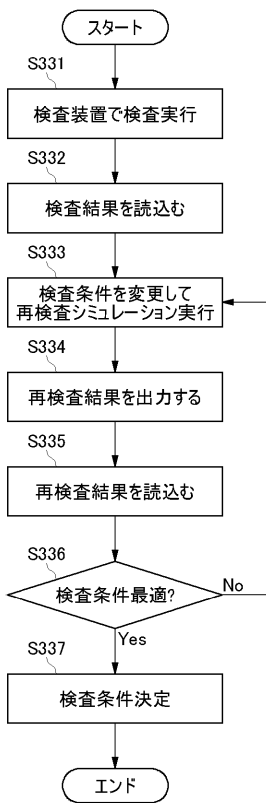 スタート
S331
検査装置で検査実行
S332
検査結果を読込む
S333
検査条件を変更して
再検査シミュレーション実行
S334
再検査結果を出力する
S335
再検査結果を読込む
S336
検査条件最適?
No
Yes
S337
検査条件決定
エンド